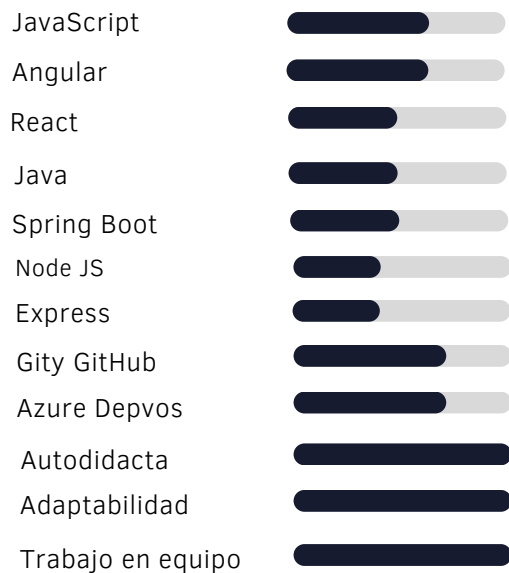 JavaScript
Angular
React
Java
Spring Boot
Node JS
Express
Gity GitHub
Azure Depvos
Autodidacta
Adaptabilidad
Trabajo en equipo